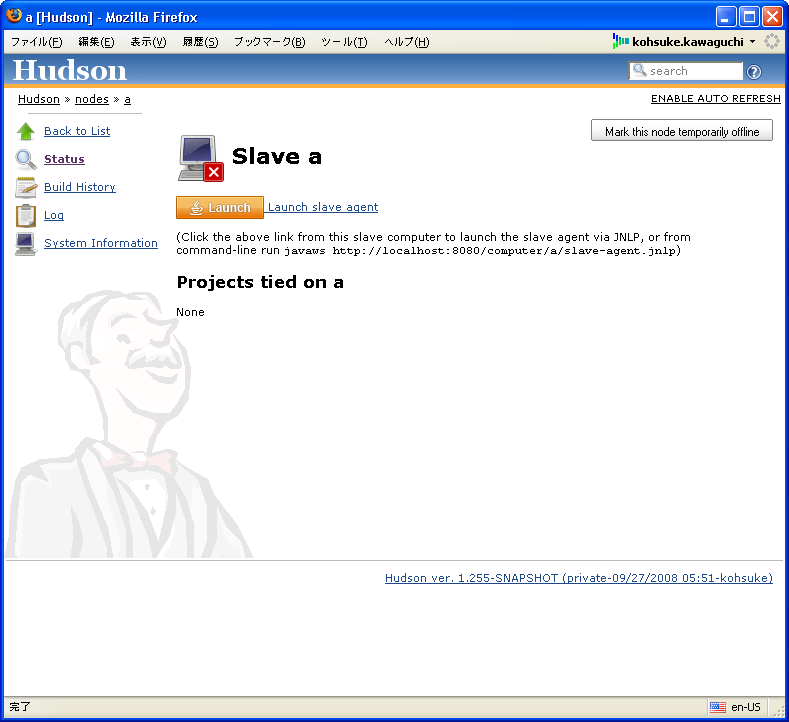 a [Hudson] - Mozilla Firefox
ファイル(F) 編集(E) 表示(V) 履歴(S) ブックマーク(B) ツール(T) ヘルプ(H) kohsuke.kawaguchi
Hudson
search
Hudson » nodes » a
ENABLE AUTO REFRESH
Back to List
Status
Build History
Log
System Information
Mark this node temporarily offline
Slave a
Launch Launch slave agent
(Click the above link from this slave computer to launch the slave agent via JNLP, or from
command-line run javaws http://localhost:8080/computer/a/slave-agent.jnlp)
Projects tied on a
None
Hudson ver. 1.255-SNAPSHOT (private-09/27/2008 05:51-kohsuke)
完了
en-US